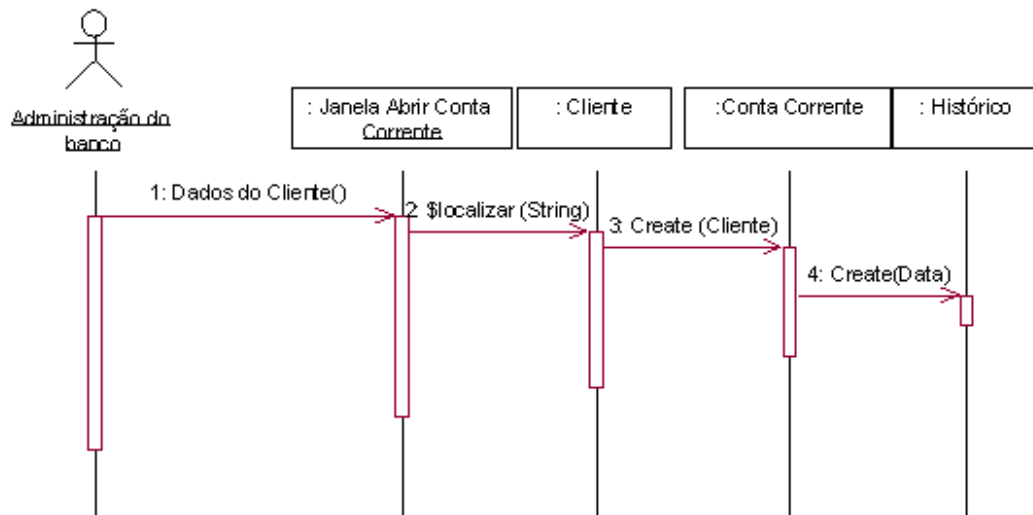 Administração do
banco
: Janela Abrir Conta
Corrente
: Cliente
:Conta Corrente
: Histórico
1: Dados do Cliente()
2: $localizar (String)
3: Create (Cliente)
4: Create(Data)